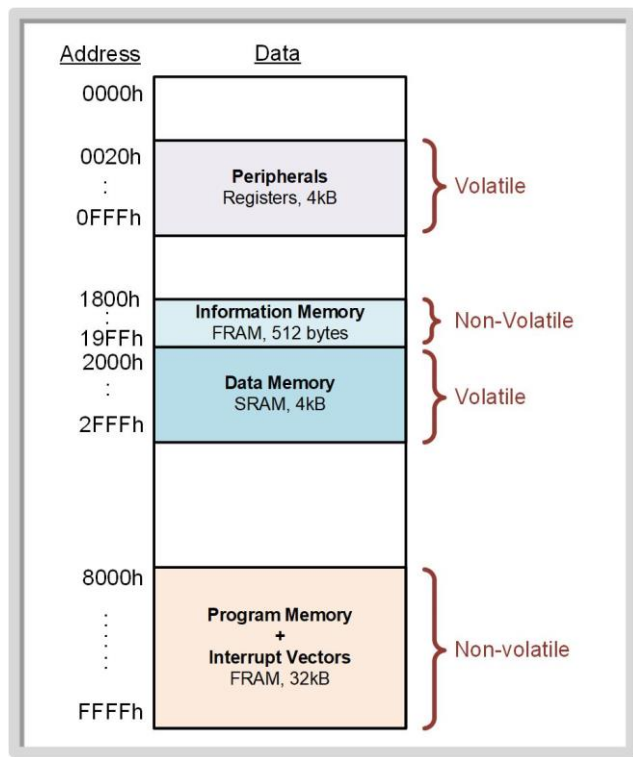 Address Data
0000h
0020h
:
0FFFh
Peripherals
Registers, 4kB
Volatile
1800h
:
19FFh
Information Memory
FRAM, 512 bytes
Non-Volatile
2000h
:
2FFFh
Data Memory
SRAM, 4kB
Volatile
8000h
:
:
:
FFFFh
Program Memory
+
Interrupt Vectors
FRAM, 32kB
Non-volatile